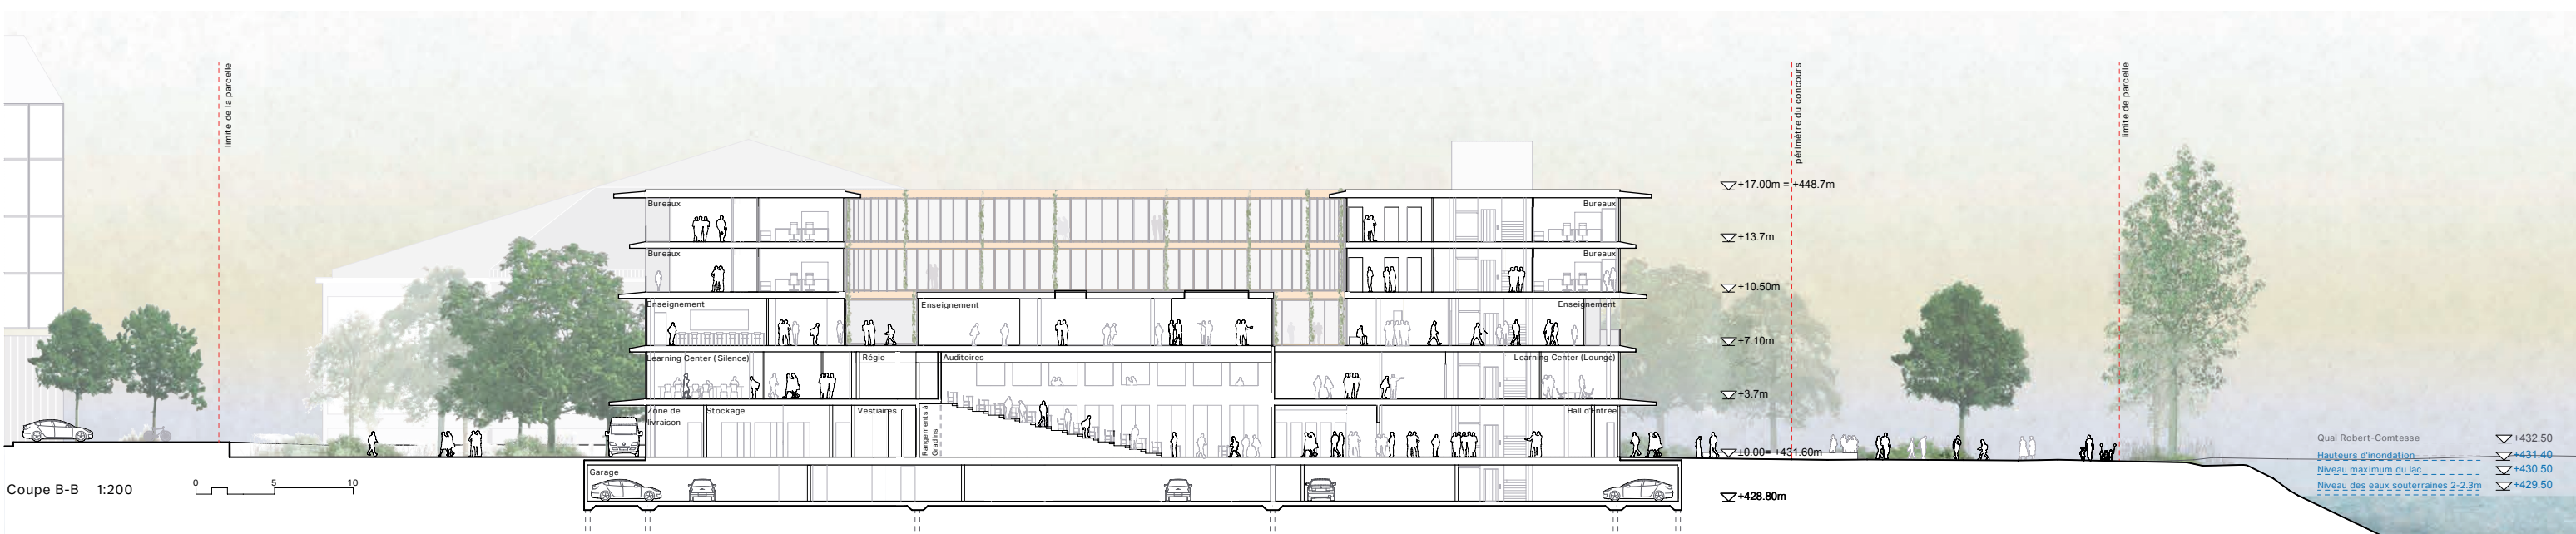 limite de la parcelle
périmètre du concours
limite de parcelle
+17.00m = +448.7m
Bureaux
Bureaux
+13.7m
Bureaux
Bureaux
+10.50m
Enseignement
Enseignement
Enseignement
+7.10m
Learning Center ( Silence)
Régie
Auditoires
Learning Center (Lounge)
+3.7m
Zone de
livraison
Stockage
Vestiaires
Rangements à
Gradins
Hall d'Entrée
±0.00= +431.60m
Quai Robert-Comtesse
+432.50
Hauteurs d'inondation
+431.40
Niveau maximum du lac
+430.50
Niveau des eaux souterraines 2-2.3m
+429.50
Garage
+428.80m
Coupe B-B 1:200
0 5 10